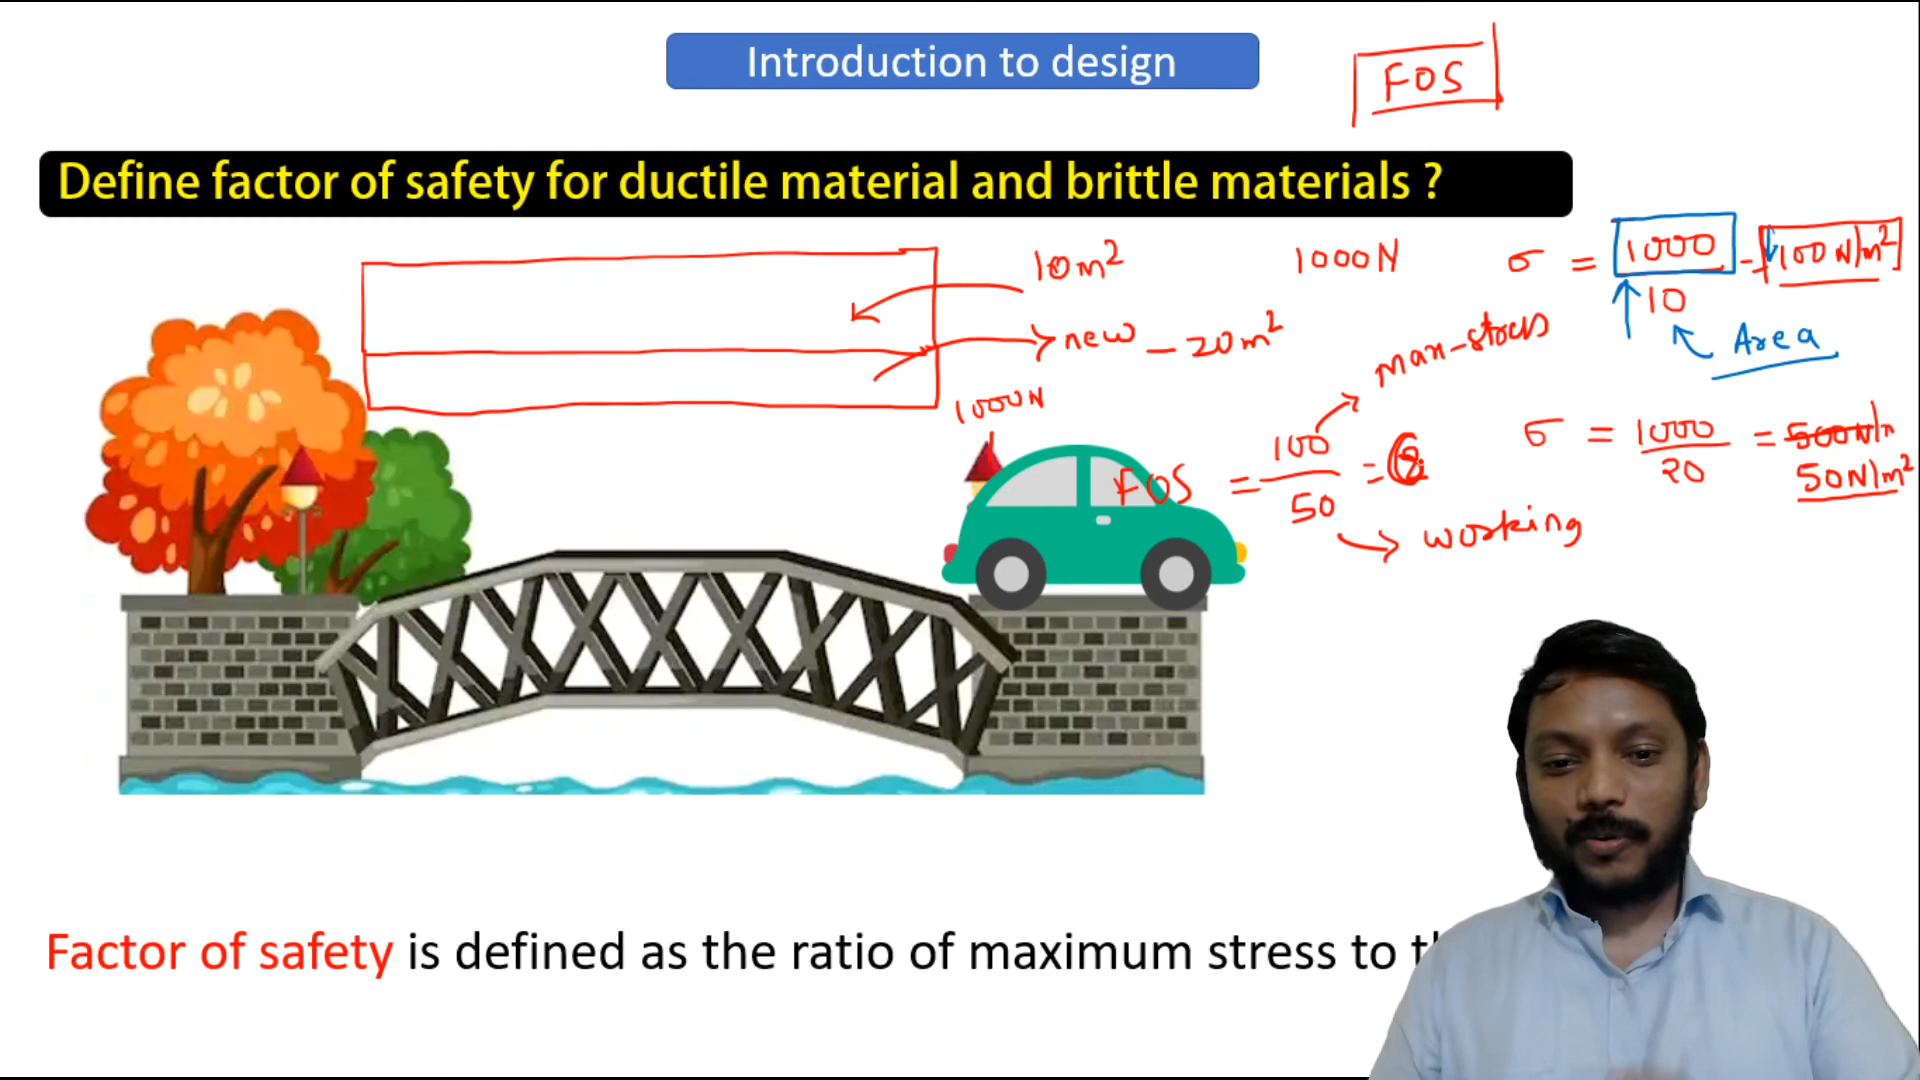 Introduction to design
FOS
Define factor of safety for ductile material and brittle materials ?
10m²
1000N
σ = 1000 = 100 N/m²
10
Area
new - 20m²
max-stress
1000N
FOS = 100 = 2
50
working
σ = 1000 = 500N/m
20
50N/m²
Factor of safety is defined as the ratio of maximum stress to